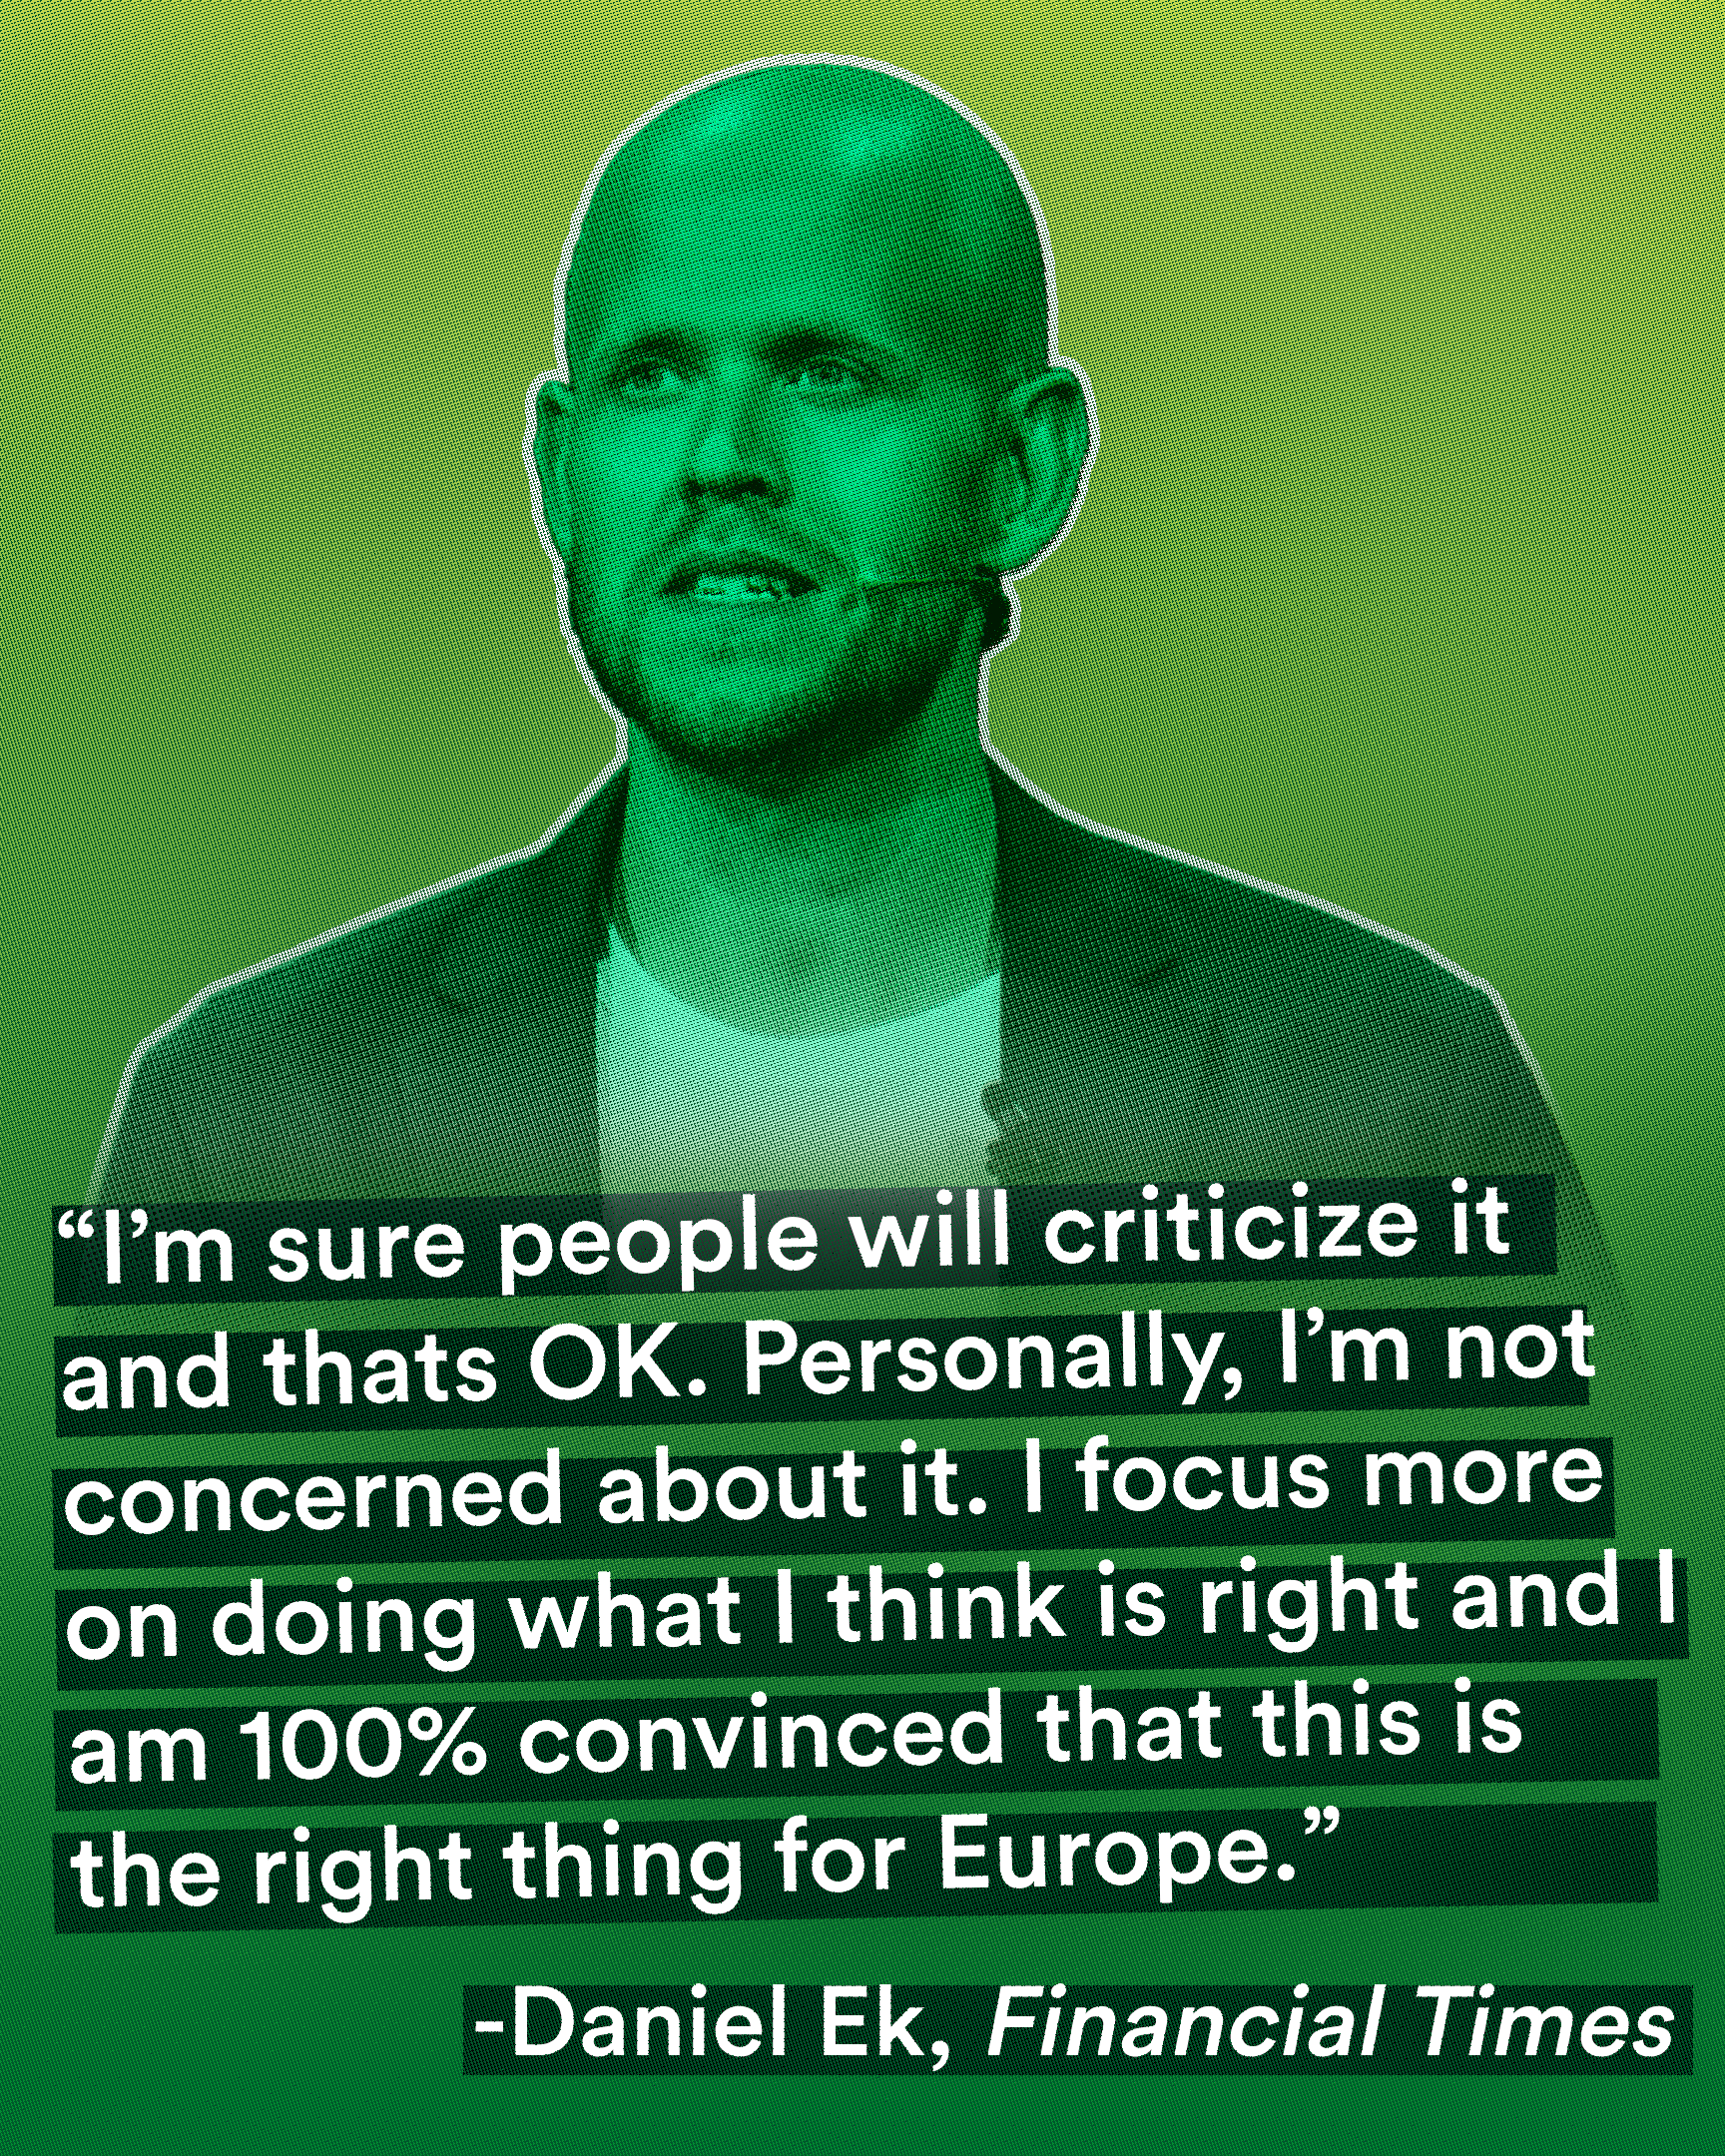 “I’m sure people will criticize it
and thats OK. Personally, I’m not
concerned about it. I focus more
on doing what I think is right and I
am 100% convinced that this is
the right thing for Europe.”
-Daniel Ek, Financial Times